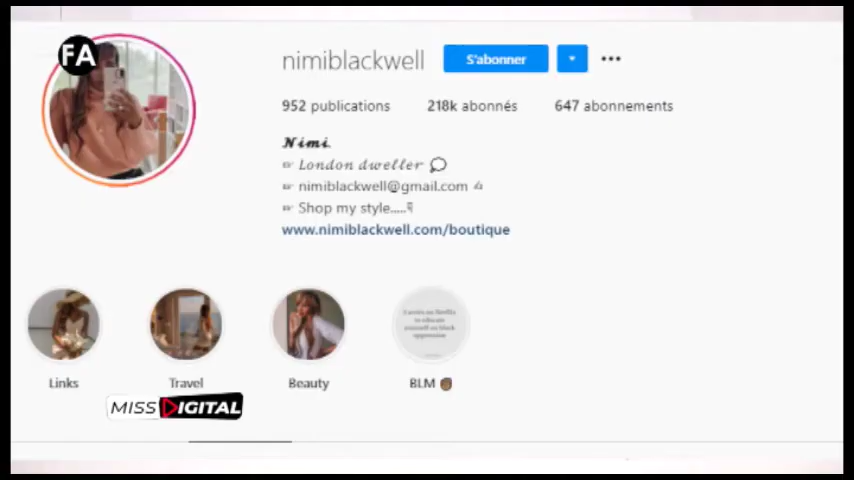 FA
nimiblackwell S'abonner
952 publications 218k abonnés 647 abonnements
Nimi.
☞ London dweller
☞ nimiblackwell@gmail.com
☞ Shop my style.....☟
www.nimiblackwell.com/boutique
Links Travel Beauty BLM
MISS DIGITAL